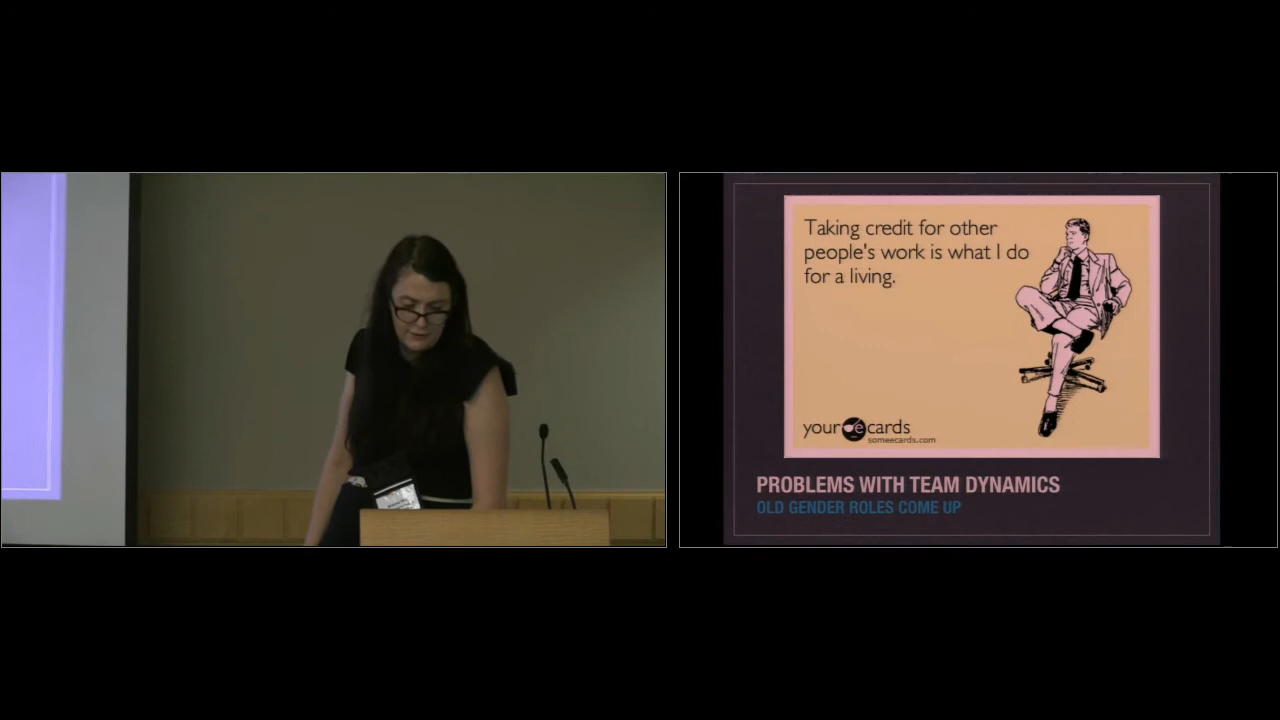 Taking credit for other
people's work is what I do
for a living.
your e cards
someecards.com
PROBLEMS WITH TEAM DYNAMICS
OLD GENDER ROLES COME UP